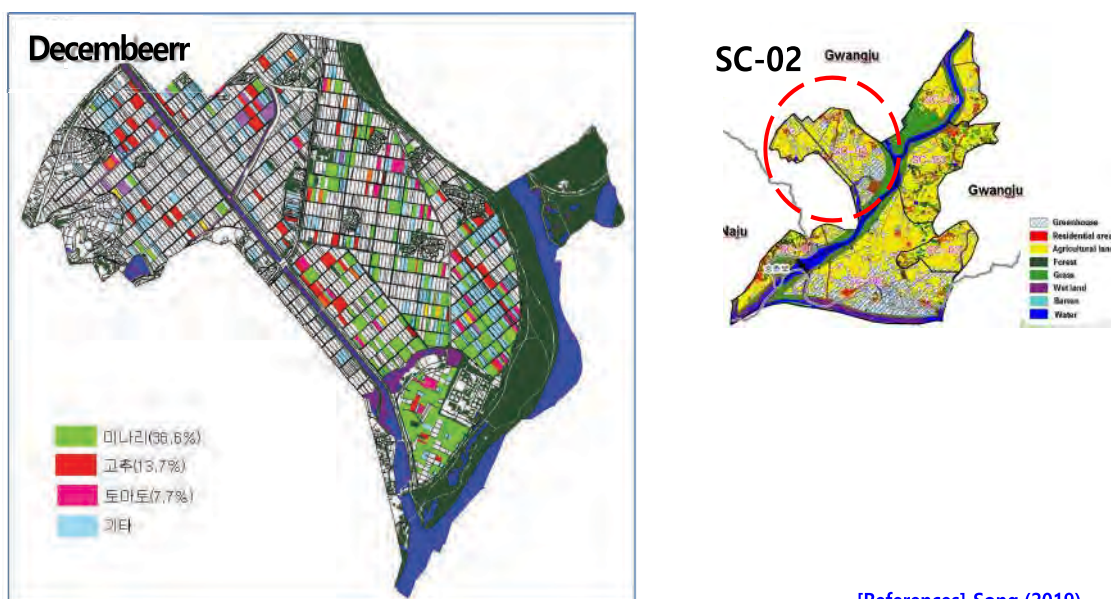 Decembeerr
미나리(36,6%)
고추(13,7%)
토마토(7,7%)
기타
SC-02
Gwangju
Gwangju
Naju
Greenhouse
Residential area
Agricultural land
Forest
Grass
Wet land
Barren
Water
[References] Song (2019)